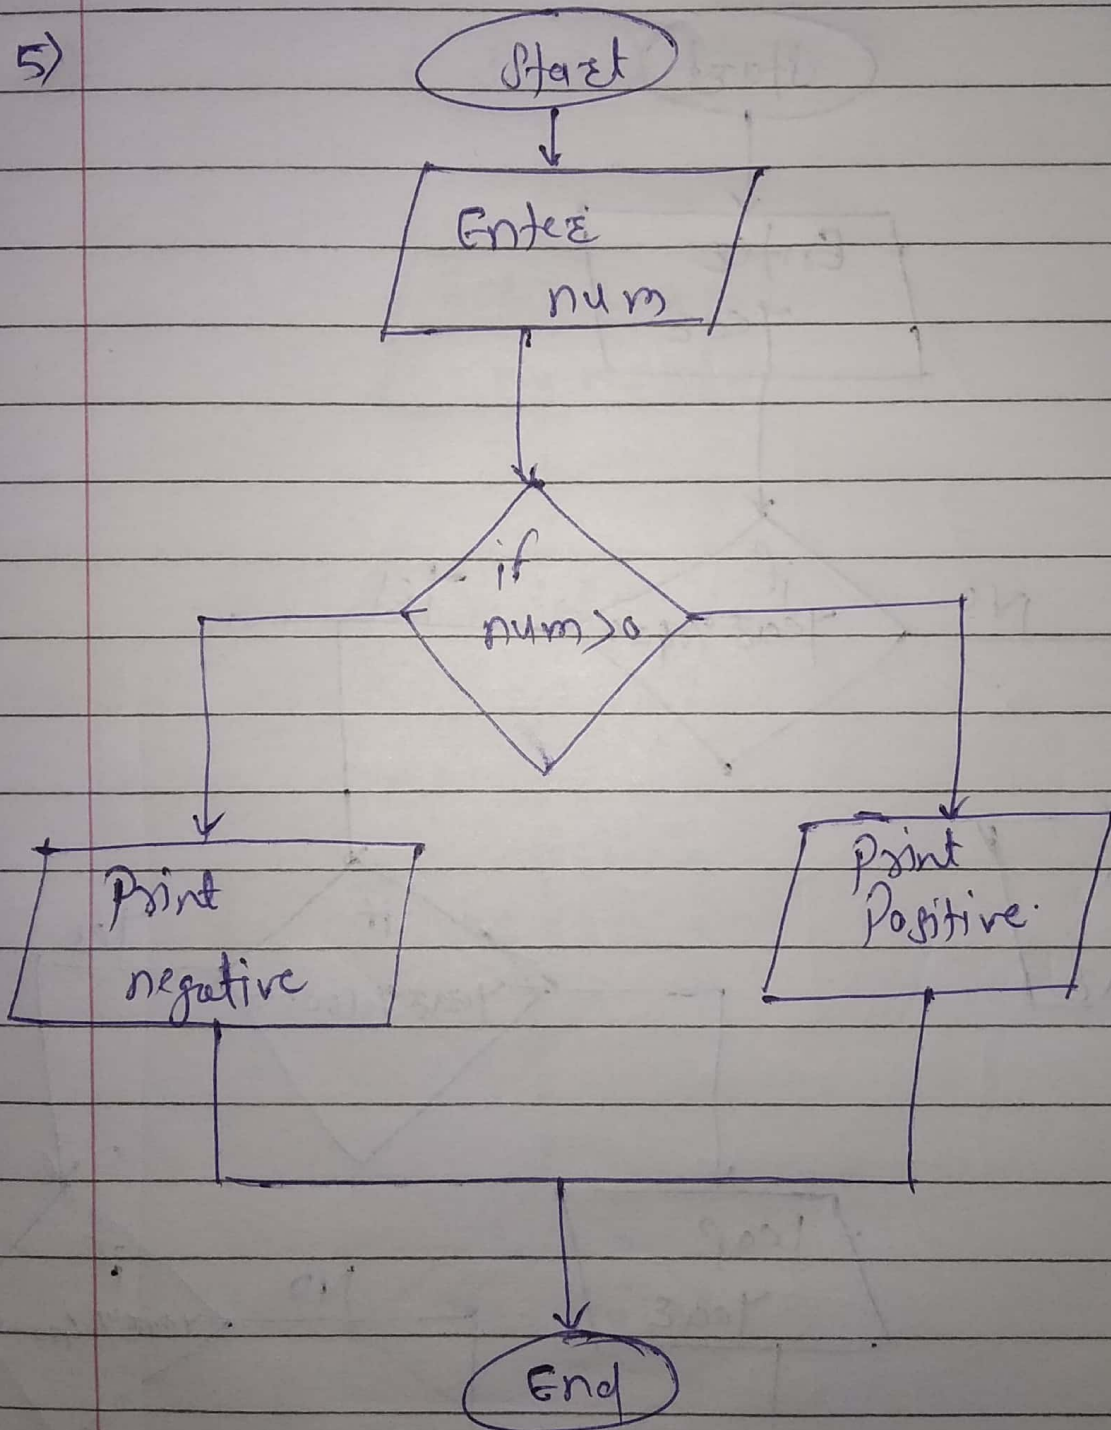 5)
Start
Enter
num
if
num>0
Print
negative
Print
Positive.
End